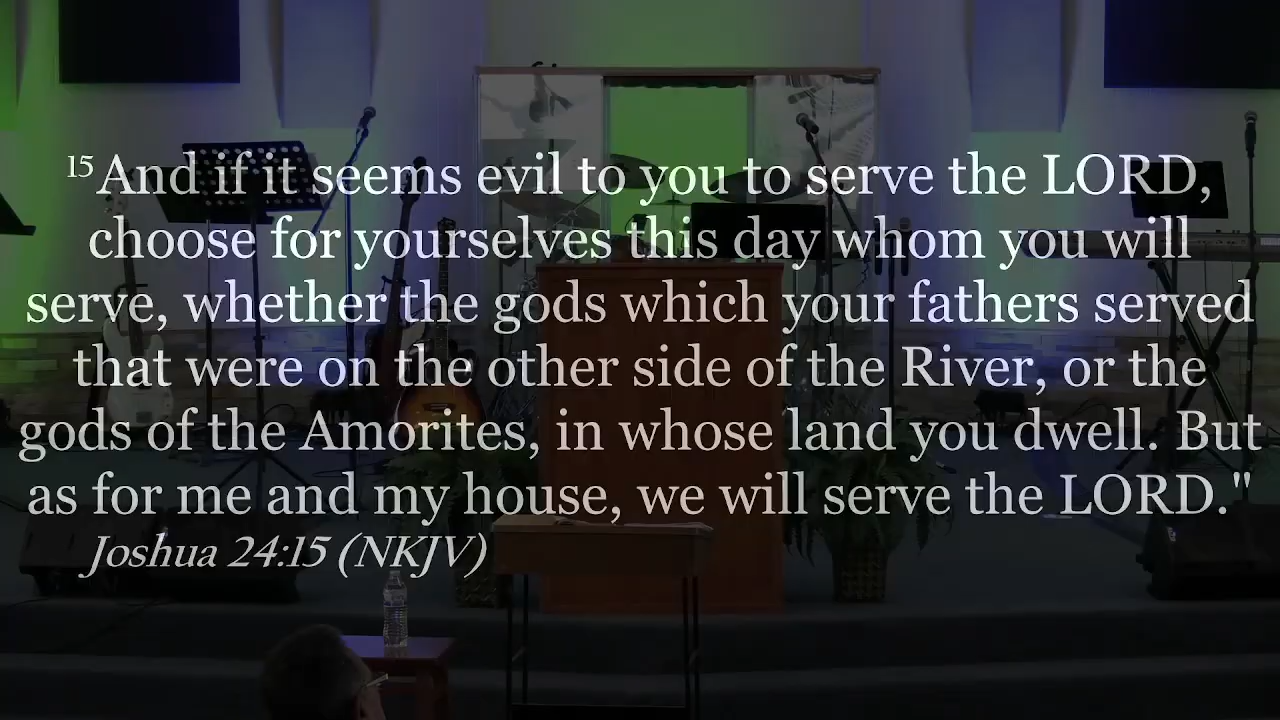 15And if it seems evil to you to serve the LORD,
choose for yourselves this day whom you will
serve, whether the gods which your fathers served
that were on the other side of the River, or the
gods of the Amorites, in whose land you dwell. But
as for me and my house, we will serve the LORD."
Joshua 24:15 (NKJV)